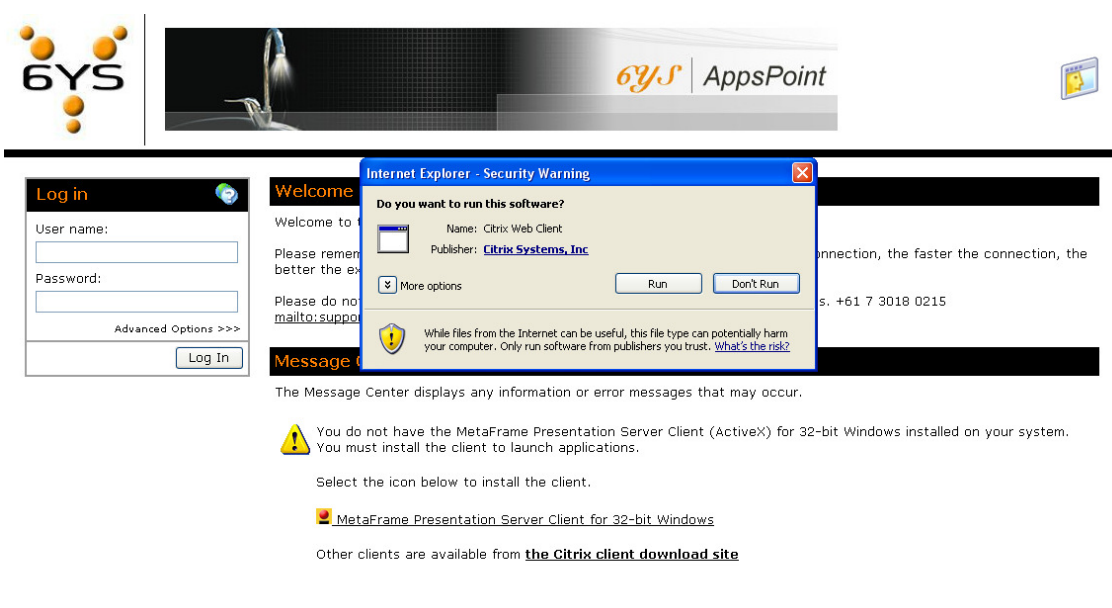 6YS
6YS | AppsPoint
Log in
User name:
Password:
Advanced Options >>>
Log In
Welcome
Welcome to
Please remem
onnection, the faster the connection, the
better the ex
Please do no
s. +61 7 3018 0215
mailto:suppor
Internet Explorer - Security Warning
Do you want to run this software?
Name: Citrix Web Client
Publisher: Citrix Systems, Inc
More options
Run
Don't Run
While files from the Internet can be useful, this file type can potentially harm
your computer. Only run software from publishers you trust. What's the risk?
Message
The Message Center displays any information or error messages that may occur.
You do not have the MetaFrame Presentation Server Client (ActiveX) for 32-bit Windows installed on your system.
You must install the client to launch applications.
Select the icon below to install the client.
MetaFrame Presentation Server Client for 32-bit Windows
Other clients are available from the Citrix client download site